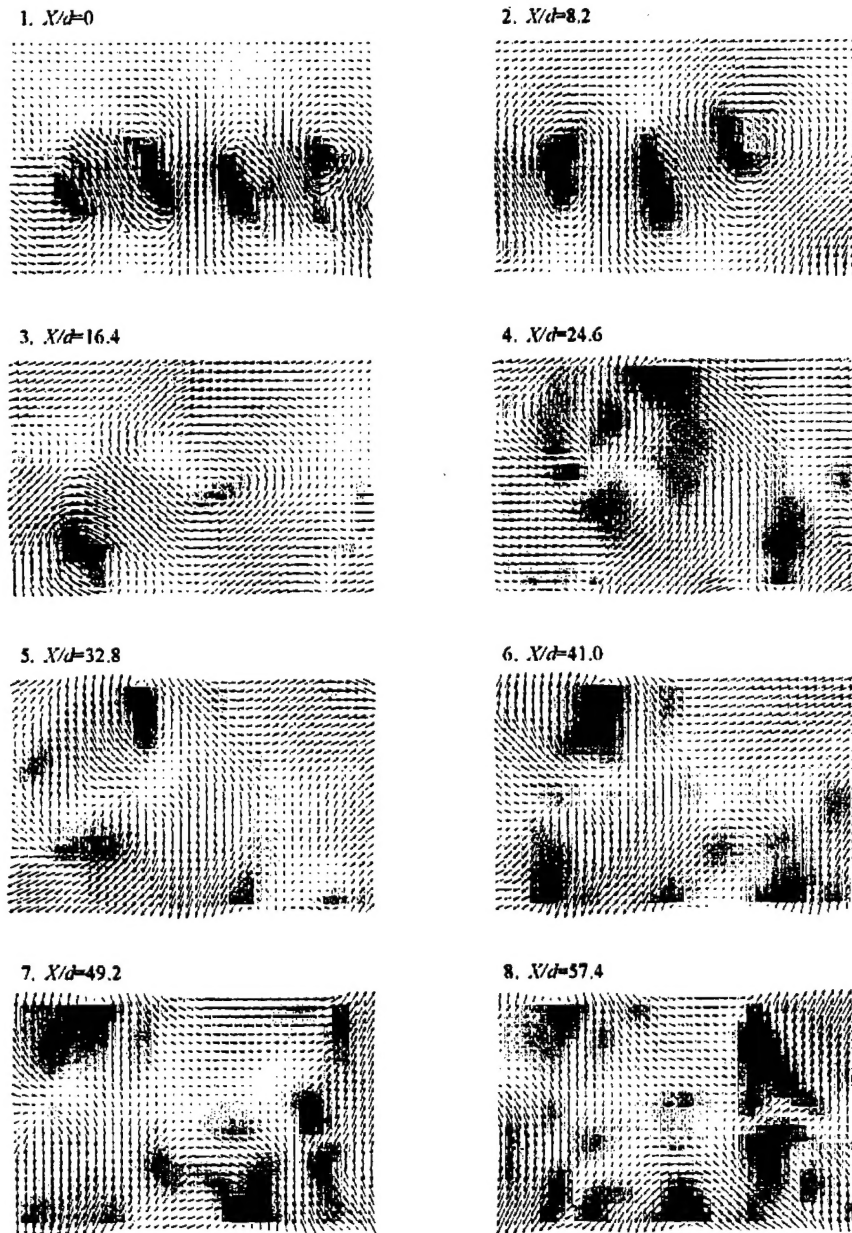 1. X/d=0
2. X/d=8.2
3. X/d=16.4
4. X/d=24.6
5. X/d=32.8
6. X/d=41.0
7. X/d=49.2
8. X/d=57.4